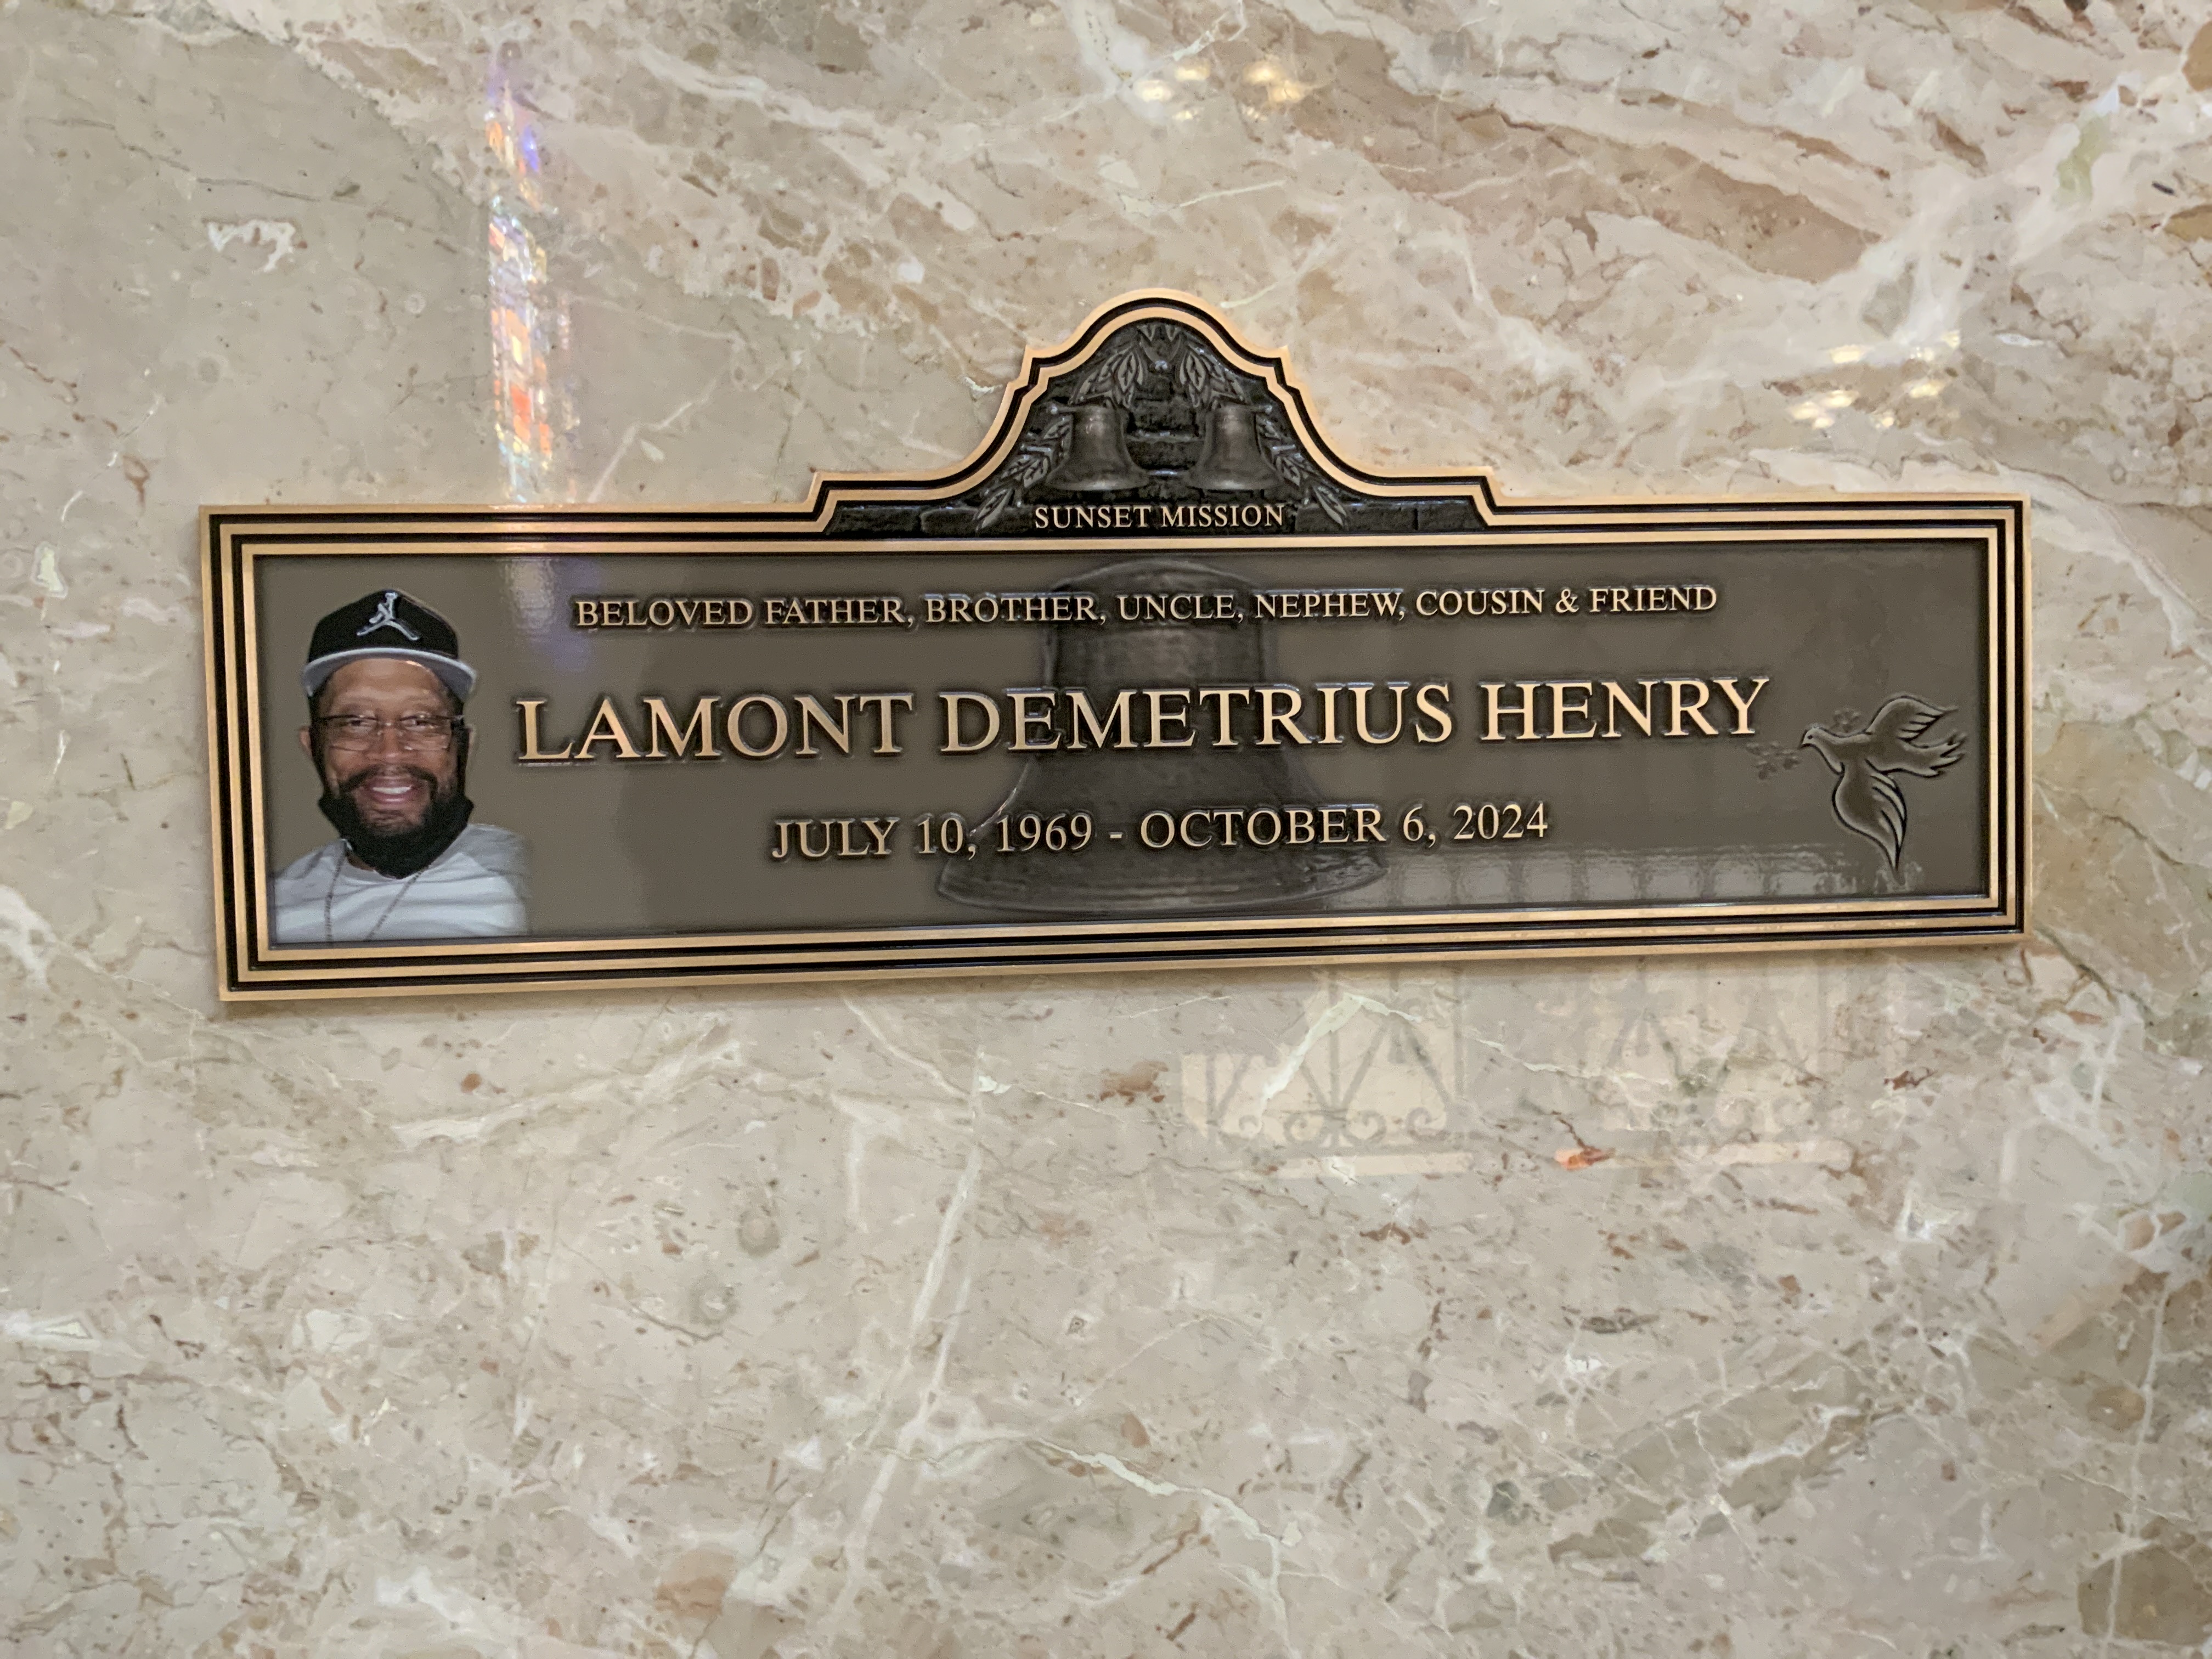 SUNSET MISSION
BELOVED FATHER, BROTHER, UNCLE, NEPHEW, COUSIN & FRIEND
LAMONT DEMETRIUS HENRY
JULY 10, 1969 - OCTOBER 6, 2024